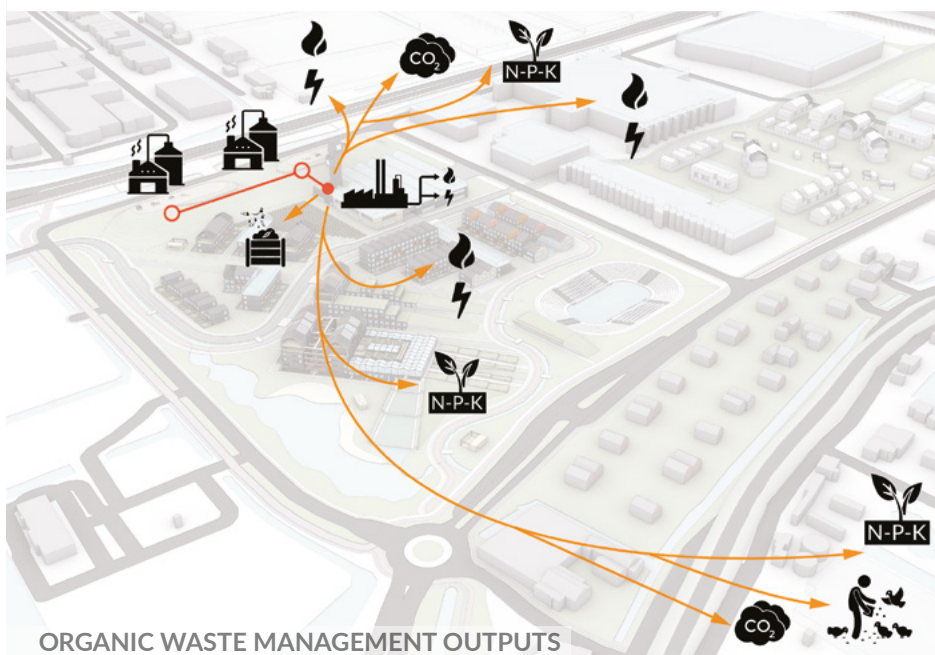 CO2
N-P-K
N-P-K
N-P-K
CO2
ORGANIC WASTE MANAGEMENT OUTPUTS